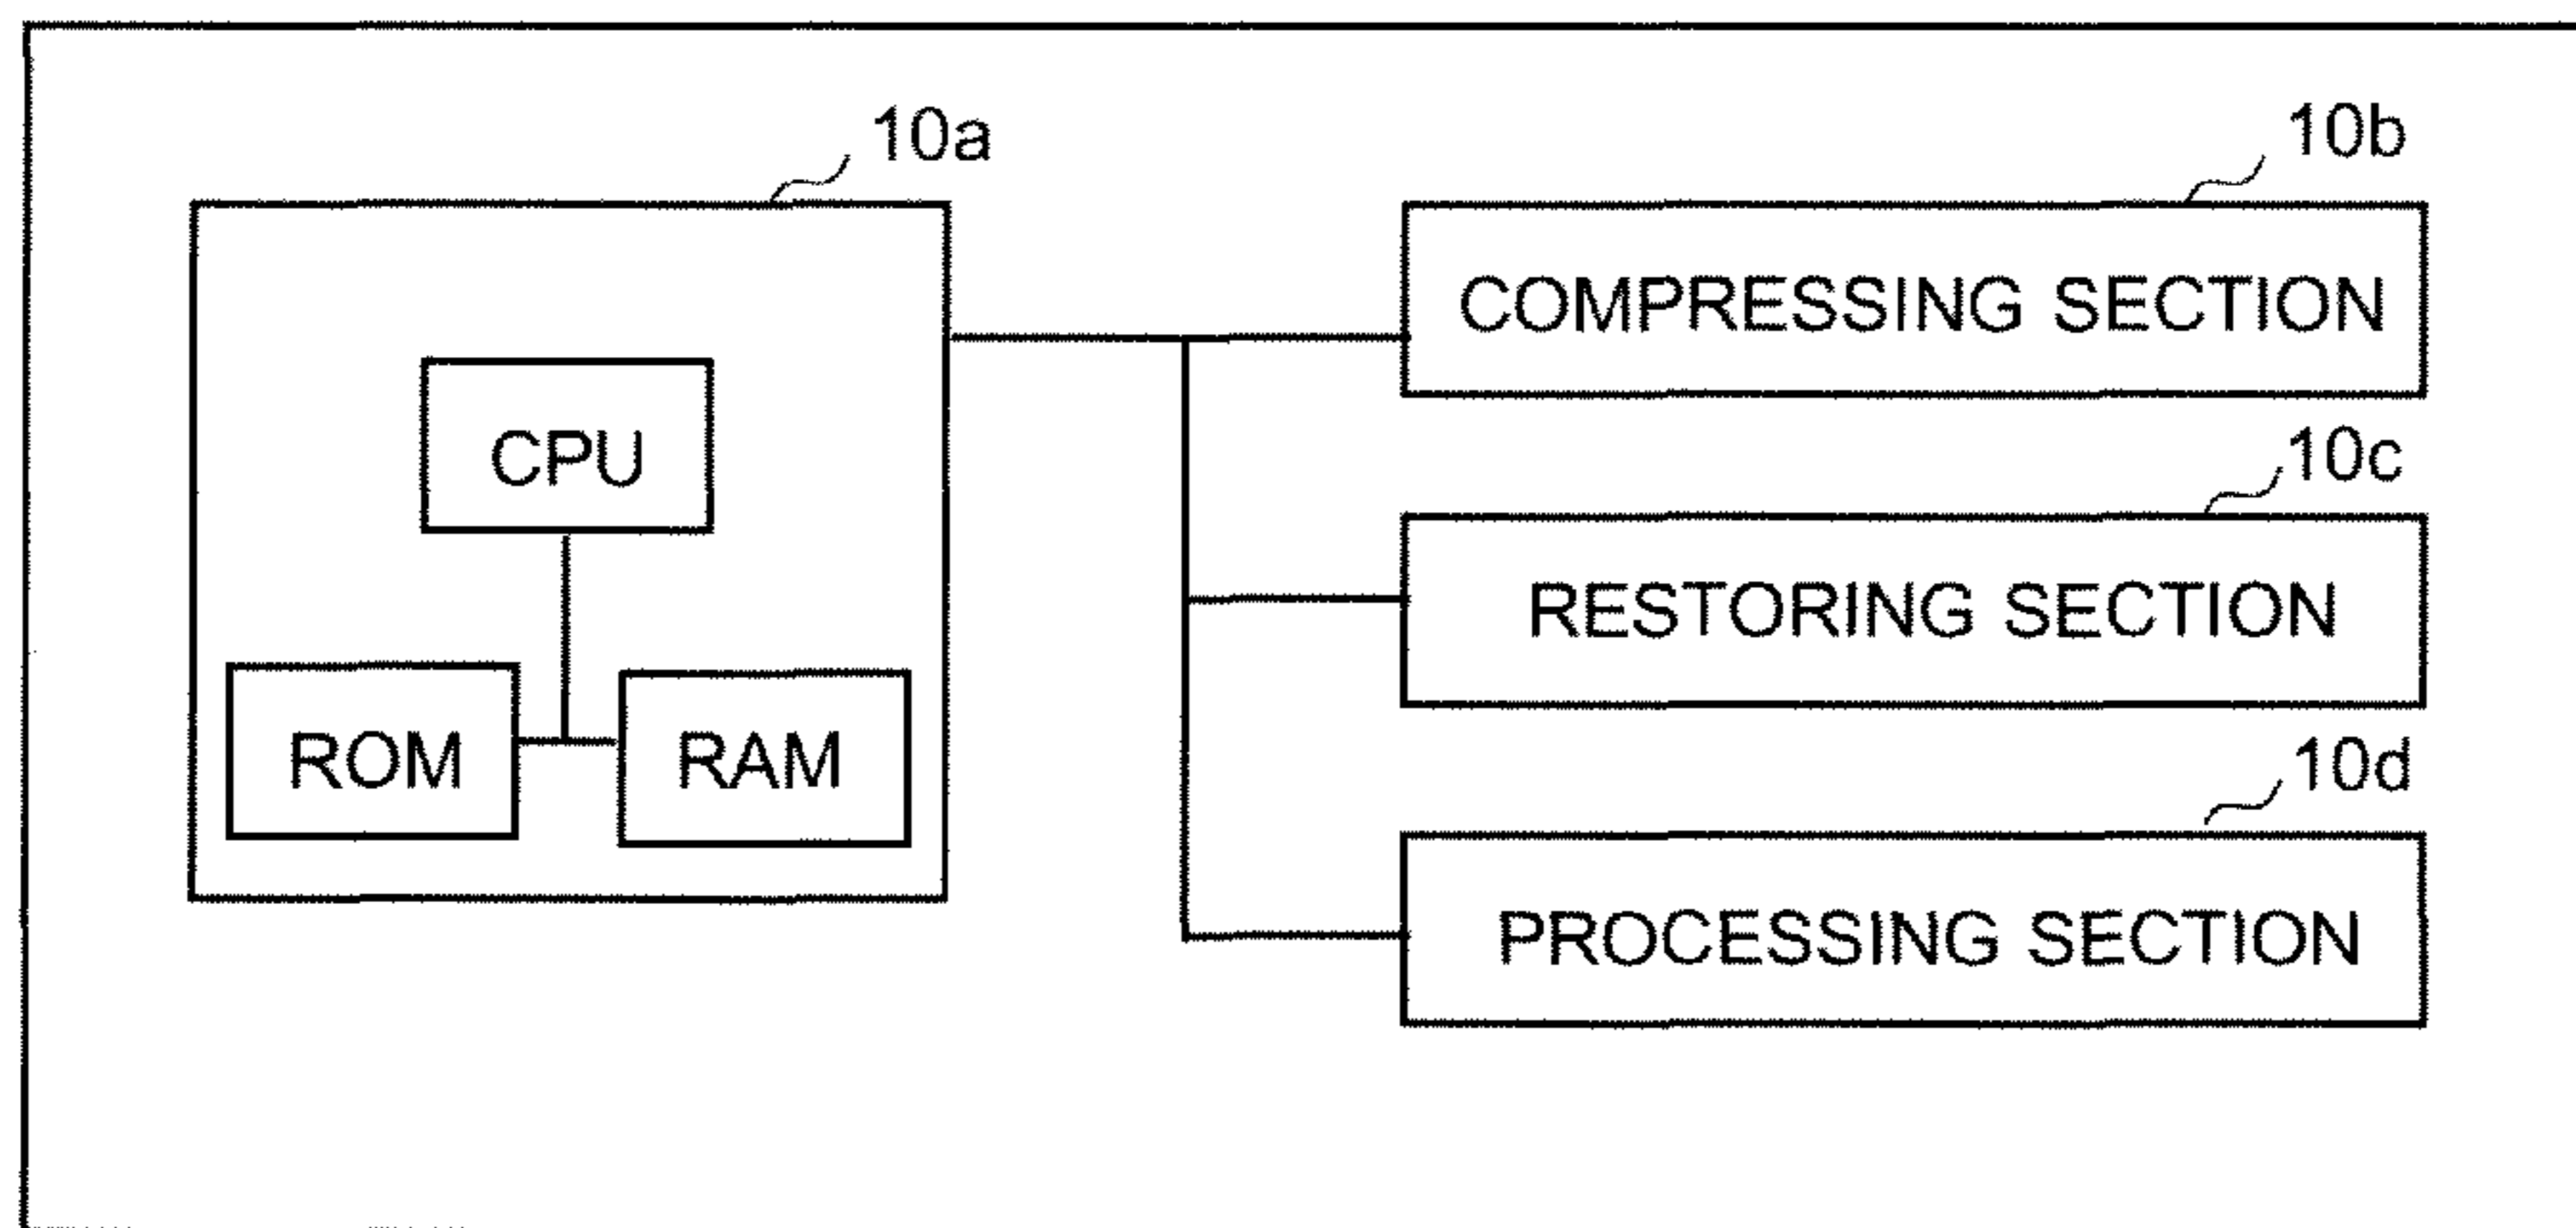 10a
10b
COMPRESSING SECTION
CPU
10c
RESTORING SECTION
ROM
RAM
10d
PROCESSING SECTION